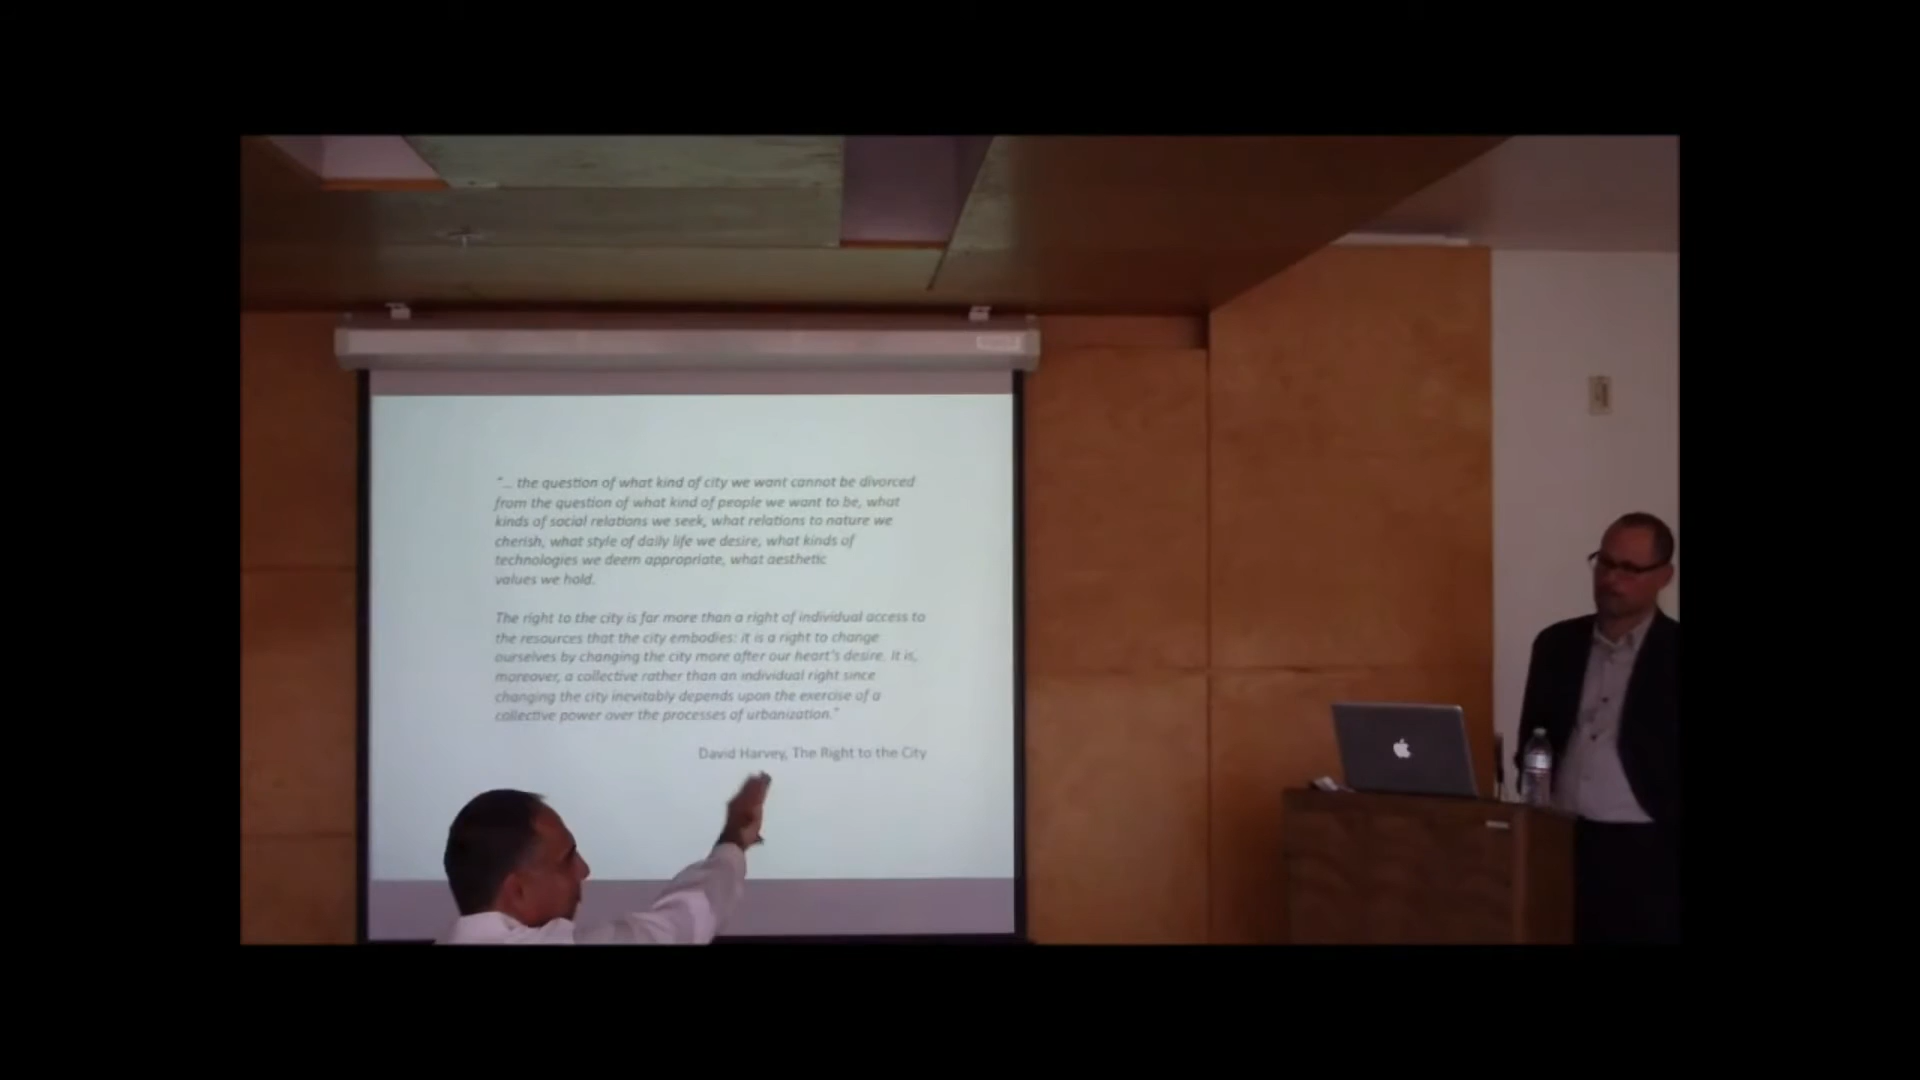 "... the question of what kind of city we want cannot be divorced
from the question of what kind of people we want to be, what
kinds of social relations we seek, what relations to nature we
cherish, what style of daily life we desire, what kinds of
technologies we deem appropriate, what aesthetic
values we hold.
The right to the city is far more than a right of individual access to
the resources that the city embodies: it is a right to change
ourselves by changing the city more after our heart's desire. It is,
moreover, a collective rather than an individual right since
changing the city inevitably depends upon the exercise of a
collective power over the processes of urbanization."
David Harvey, The Right to the City